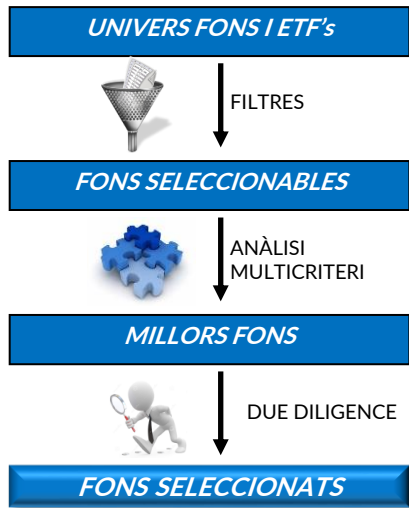 UNIVERS FONS I ETF's
FILTRES
FONS SELECCIONABLES
ANÀLISI
MULTICRITERI
MILLORS FONS
DUE DILIGENCE
FONS SELECCIONATS